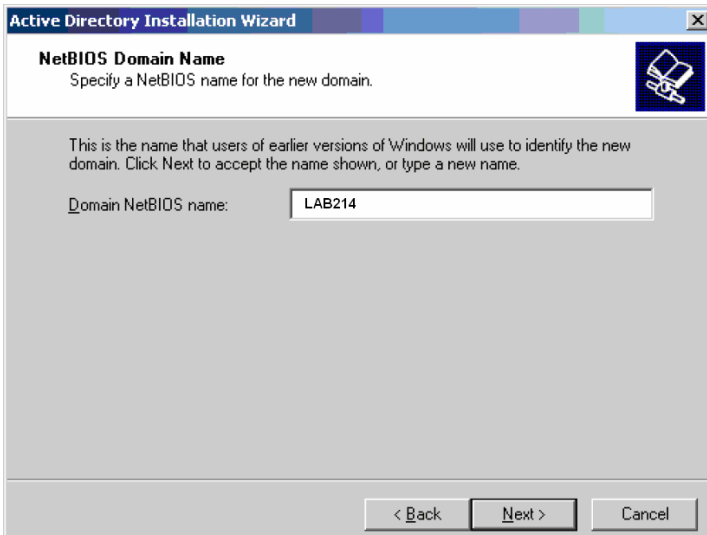 Active Directory Installation Wizard
NetBIOS Domain Name
Specify a NetBIOS name for the new domain.
This is the name that users of earlier versions of Windows will use to identify the new
domain. Click Next to accept the name shown, or type a new name.
Domain NetBIOS name: LAB214
< Back Next > Cancel